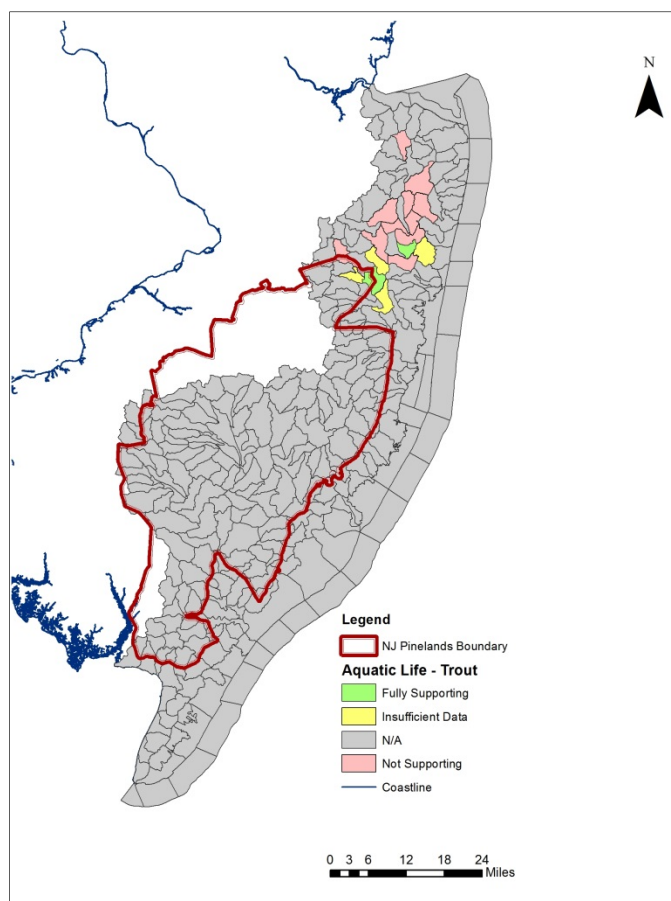 N
Legend
NJ Pinelands Boundary
Aquatic Life - Trout
Fully Supporting
Insufficient Data
N/A
Not Supporting
Coastline
0 3 6 12 18 24
Miles